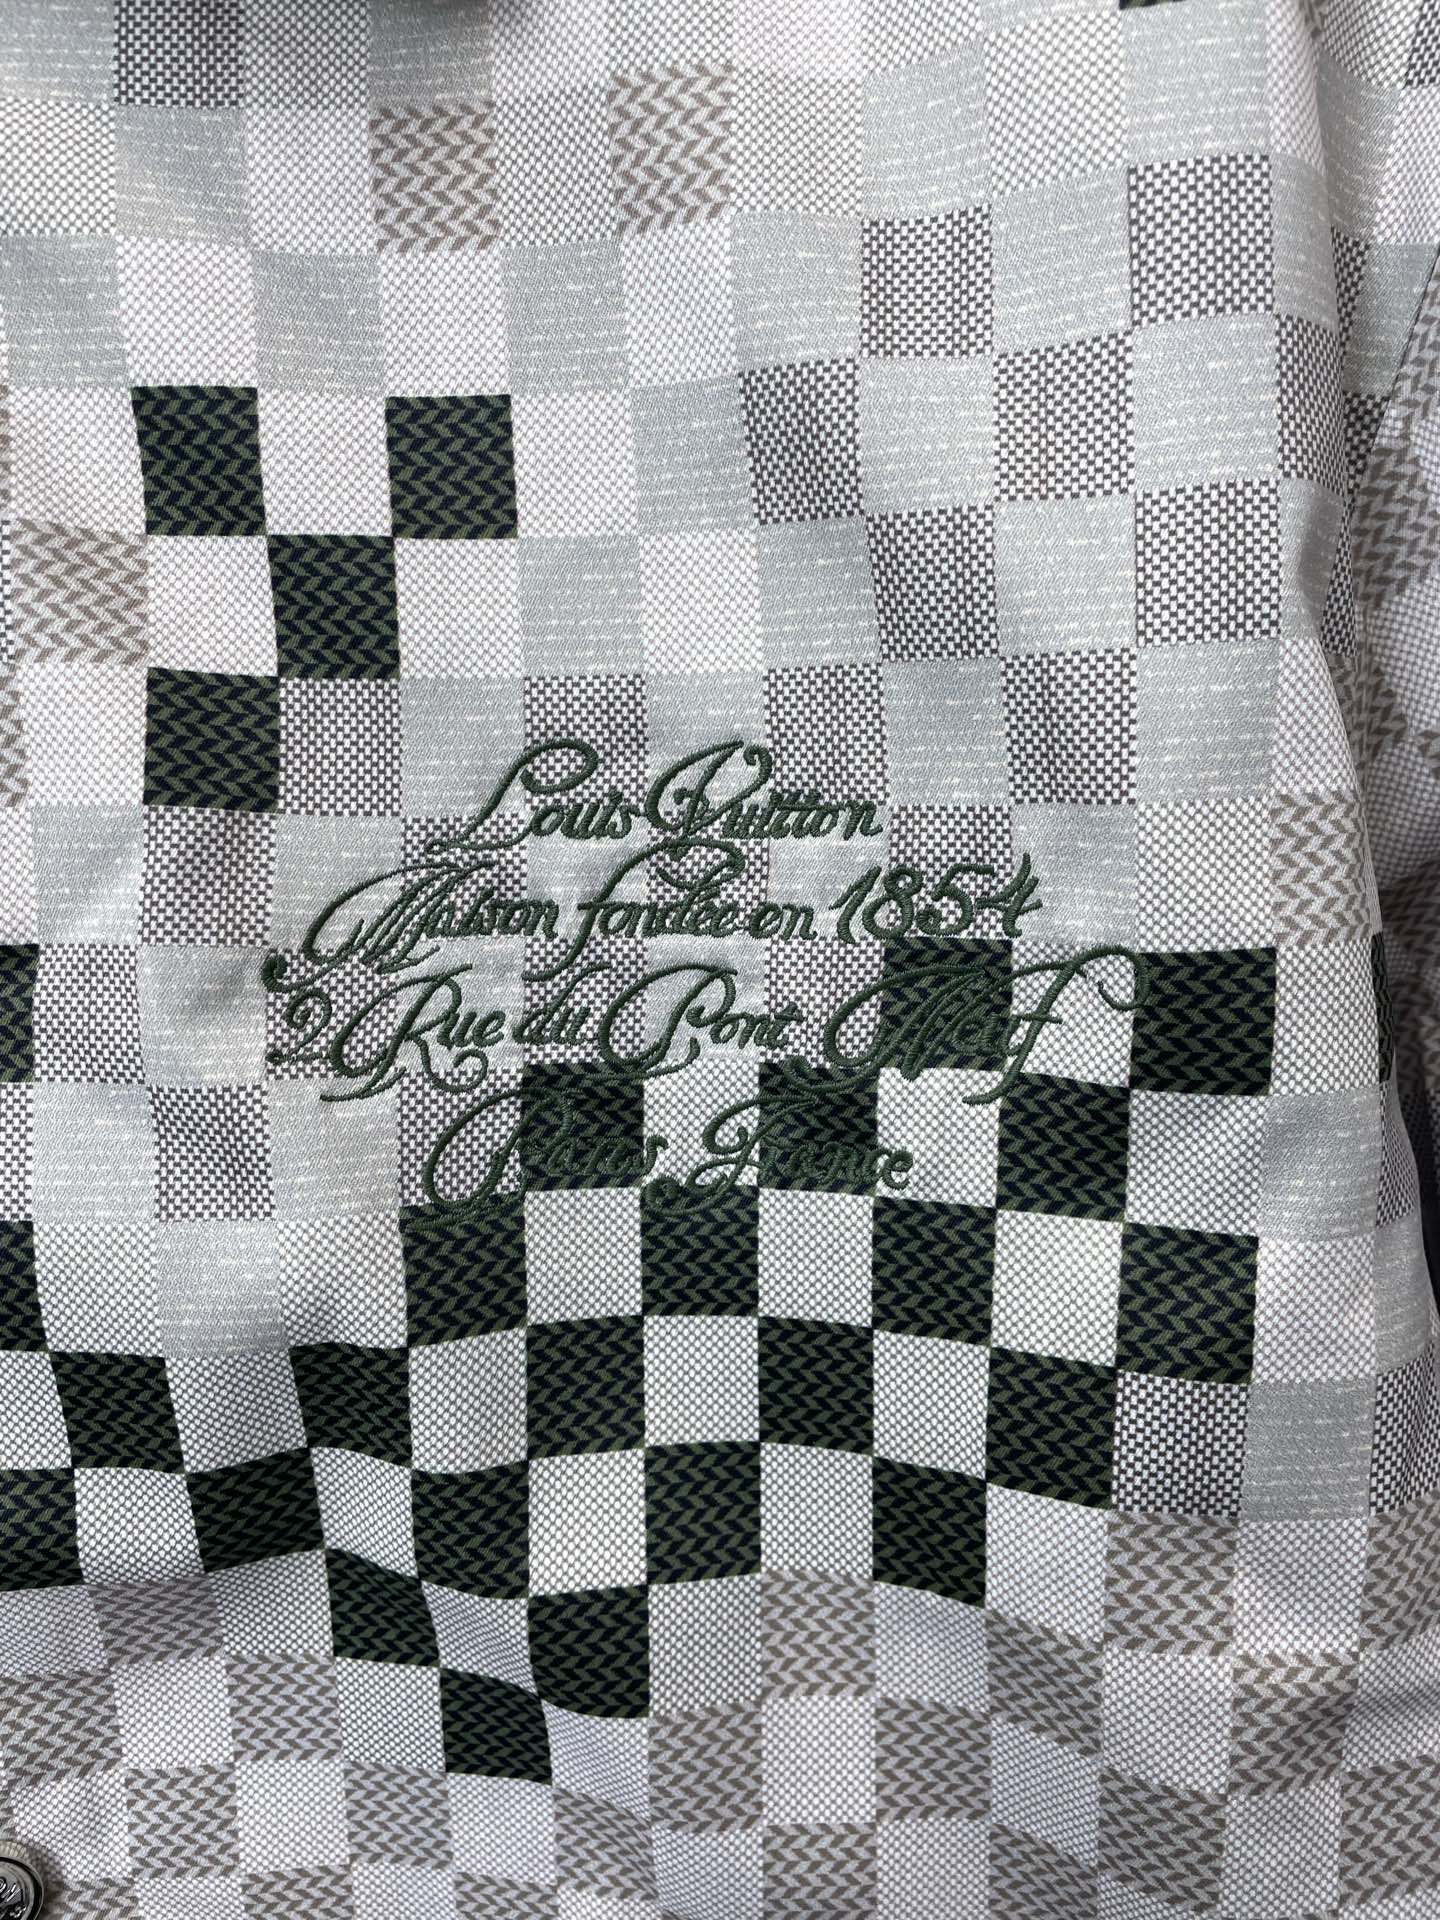 Louis Vuitton
Maison fondée en 1854
2 Rue du Pont Neuf
Paris France